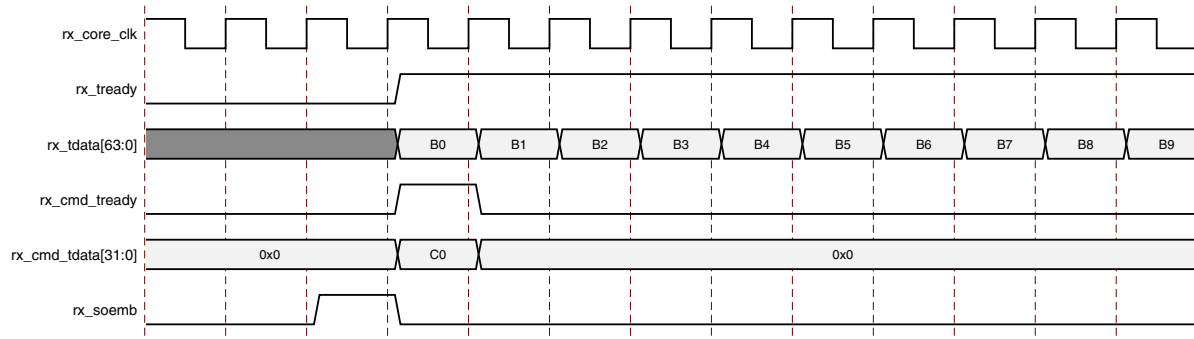 rx_core_clk
rx_tready
rx_tdata[63:0] B0 B1 B2 B3 B4 B5 B6 B7 B8 B9
rx_cmd_tready
rx_cmd_tdata[31:0] 0x0 C0 0x0
rx_soemb